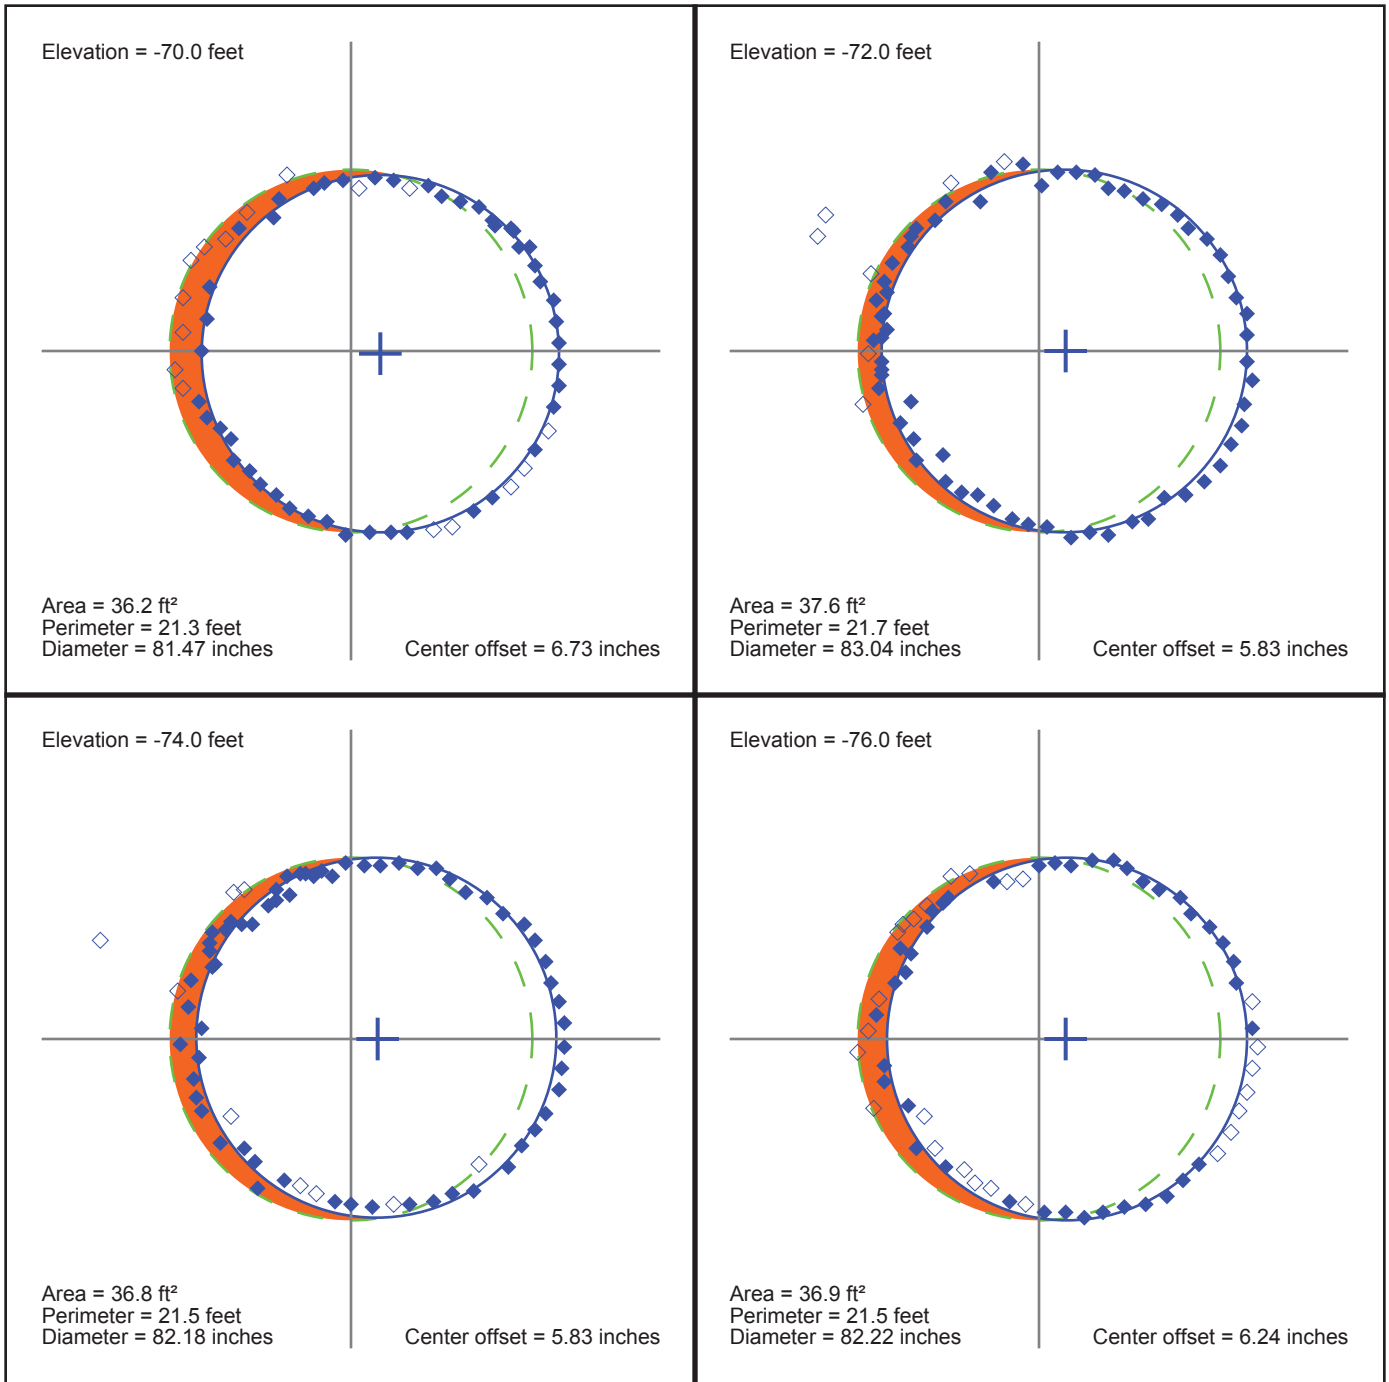 Elevation = -70.0 feet
Area = 36.2 ft²
Perimeter = 21.3 feet
Diameter = 81.47 inches
Center offset = 6.73 inches
Elevation = -72.0 feet
Area = 37.6 ft²
Perimeter = 21.7 feet
Diameter = 83.04 inches
Center offset = 5.83 inches
Elevation = -74.0 feet
Area = 36.8 ft²
Perimeter = 21.5 feet
Diameter = 82.18 inches
Center offset = 5.83 inches
Elevation = -76.0 feet
Area = 36.9 ft²
Perimeter = 21.5 feet
Diameter = 82.22 inches
Center offset = 6.24 inches